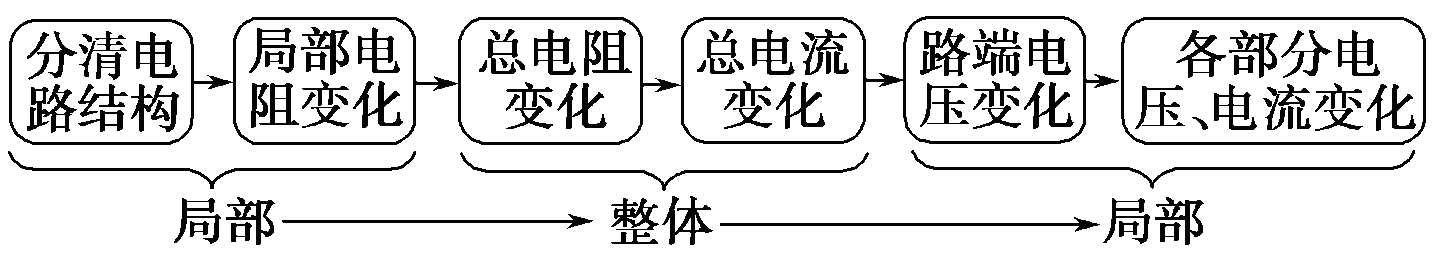 分清电
路结构
局部电
阻变化
总电阻
变化
总电流
变化
路端电
压变化
各部分电
压、电流变化
局部
整体
局部